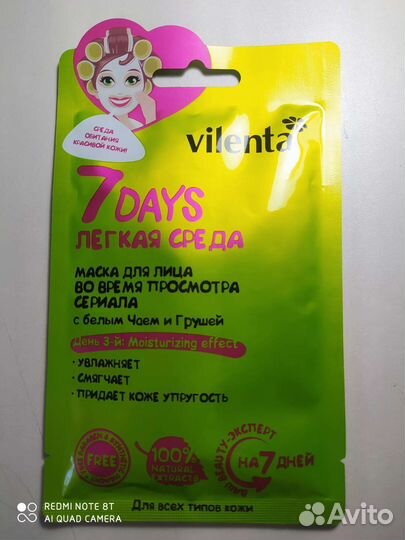 СРЕДА
ОБИТАНИЯ
КРАСИВОЙ КОЖИ!
vilenta
7 DAYS
ЛЕГКАЯ СРЕДА
МАСКА ДЛЯ ЛИЦА
ВО ВРЕМЯ ПРОСМОТРА
СЕРИАЛА
с белым Чаем и Грушей
День 3-й: Moisturizing effect
· УВЛАЖНЯЕТ
· СМЯГЧАЕТ
· ПРИДАЕТ КОЖЕ УПРУГОСТЬ
FREE
100%
NATURAL
EXTRACTS
ВАШ BEAUTY-ЭКСПЕРТ
НА 7 ДНЕЙ
Для всех типов кожи
REDMI NOTE 8T
AI QUAD CAMERA
Avito